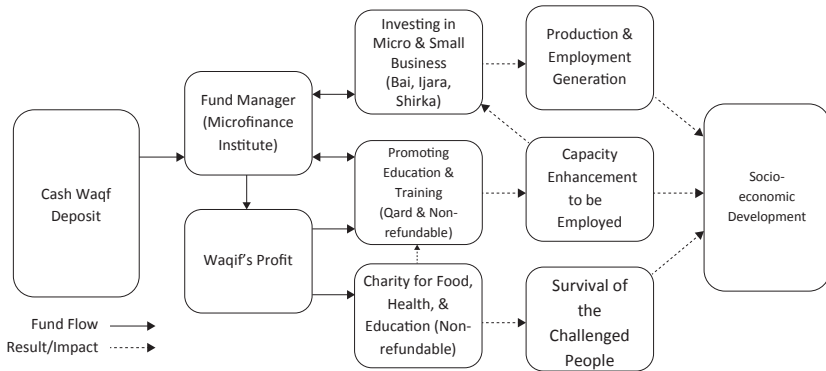 Cash Waqf
Deposit
Fund Manager
(Microfinance
Institute)
Waqif’s Profit
Investing in
Micro & Small
Business
(Bai, Ijara,
Shirka)
Promoting
Education &
Training
(Qard & Non-
refundable)
Charity for Food,
Health, &
Education (Non-
refundable)
Production &
Employment
Generation
Capacity
Enhancement
to be
Employed
Survival of
the
Challenged
People
Socio-
economic
Development
Fund Flow
Result/Impact